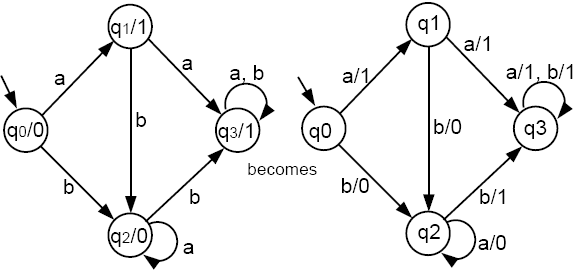 q1/1
a
a
a, b
q0/0
b
q3/1
b
b
q2/0
a
becomes
q1
a/1
a/1
a/1, b/1
q0
b/0
q3
b/0
b/1
q2
a/0